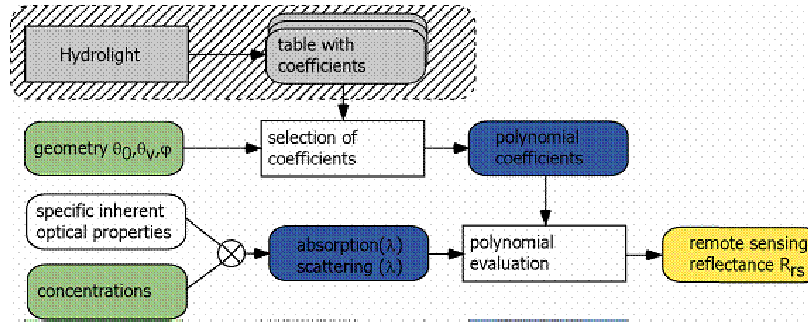 Hydrolight
table with
coefficients
geometry θ0,θv,φ
selection of
coefficients
polynomial
coefficients
specific inherent
optical properties
absorption(λ)
scattering (λ)
polynomial
evaluation
remote sensing
reflectance Rrs
concentrations